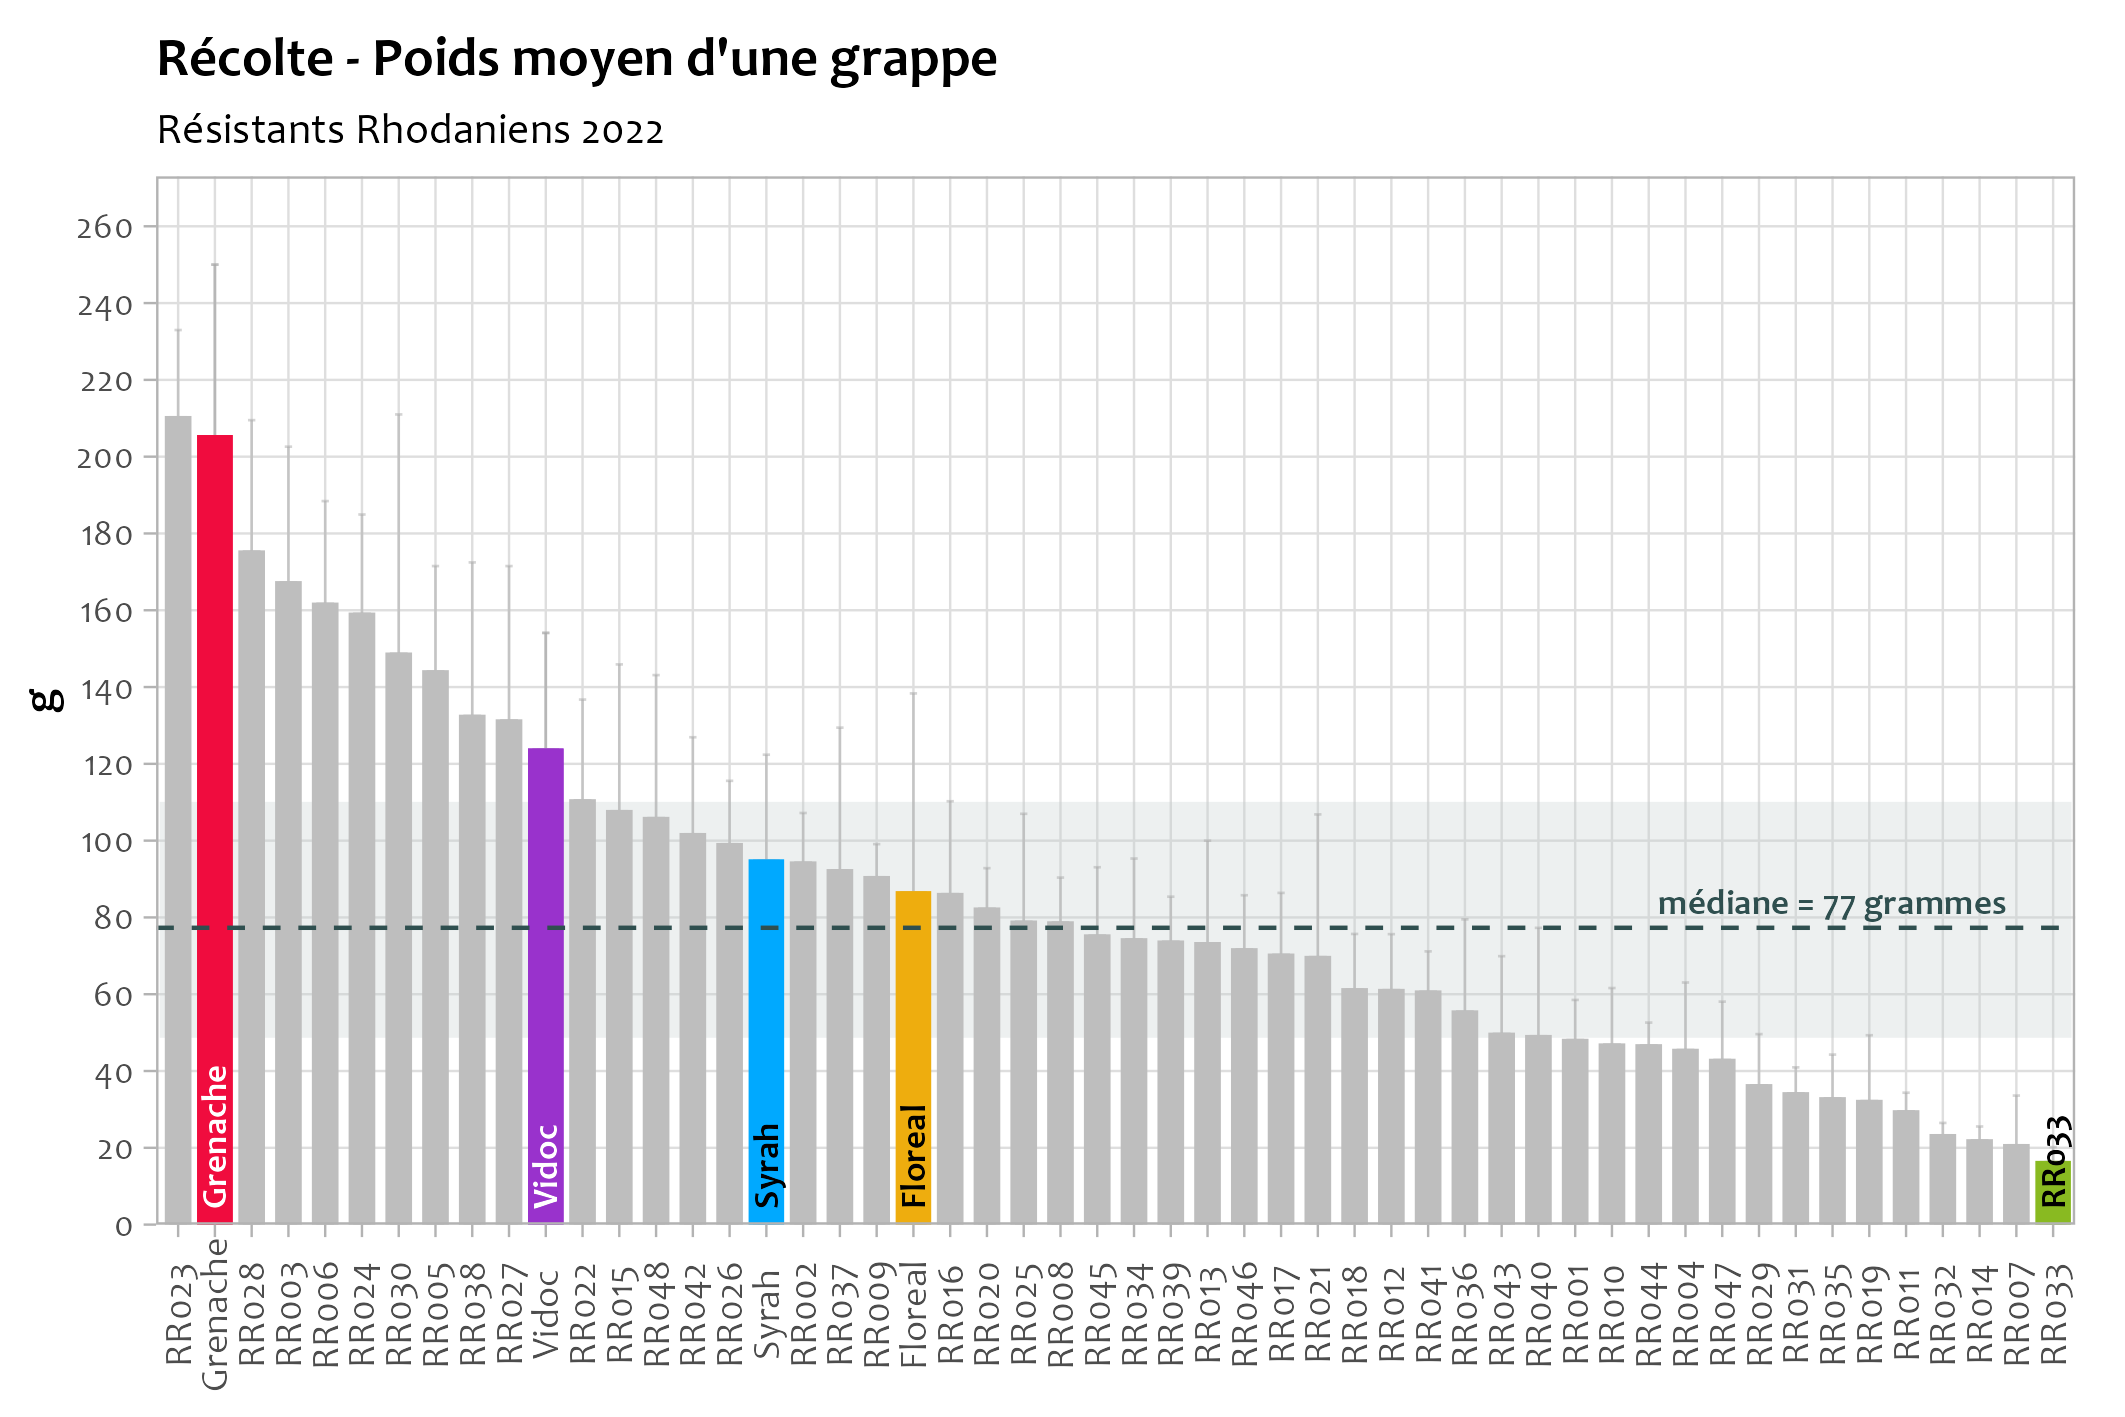 Récolte - Poids moyen d'une grappe
Résistants Rhodaniens 2022
g
260
240
220
200
180
160
140
120
100
80
60
40
20
0
médiane = 77 grammes
Grenache
Vidoc
Syrah
Floreal
RR033
RR023
Grenache
RR028
RR003
RR006
RR024
RR030
RR005
RR038
RR027
Vidoc
RR022
RR015
RR048
RR042
RR026
Syrah
RR002
RR037
RR009
Floreal
RR016
RR020
RR025
RR008
RR045
RR034
RR039
RR013
RR046
RR017
RR021
RR018
RR012
RR041
RR036
RR043
RR040
RR001
RR010
RR044
RR004
RR047
RR029
RR031
RR035
RR019
RR011
RR032
RR014
RR007
RR033